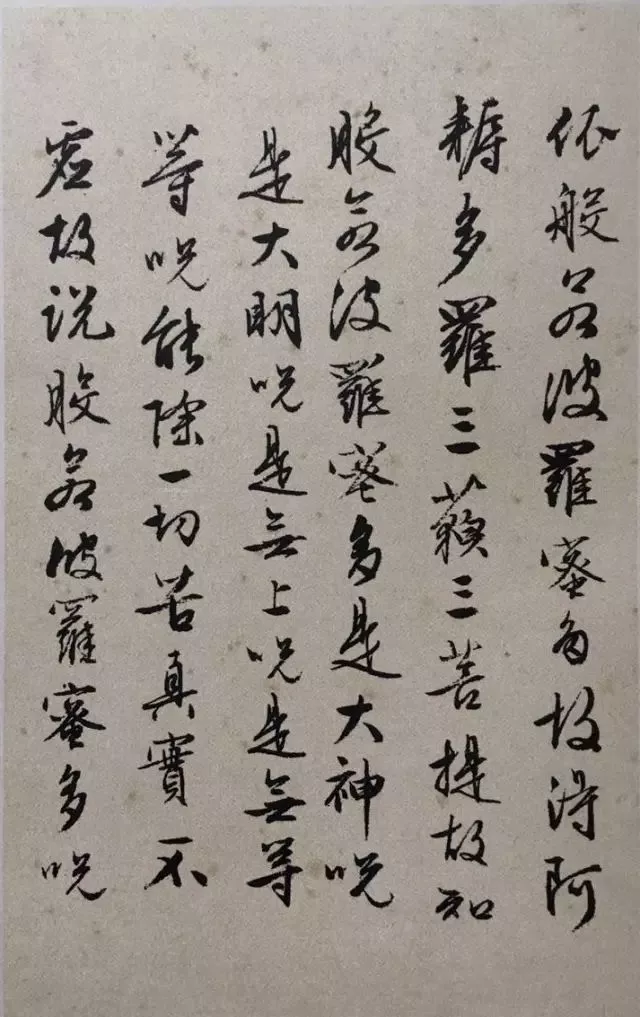 依般若波羅蜜多故得阿
耨多羅三藐三菩提故知
般若波羅蜜多是大神呪
是大明呪是無上呪是無等
等呪能除一切苦真實不
虛故説般若波羅蜜多呪